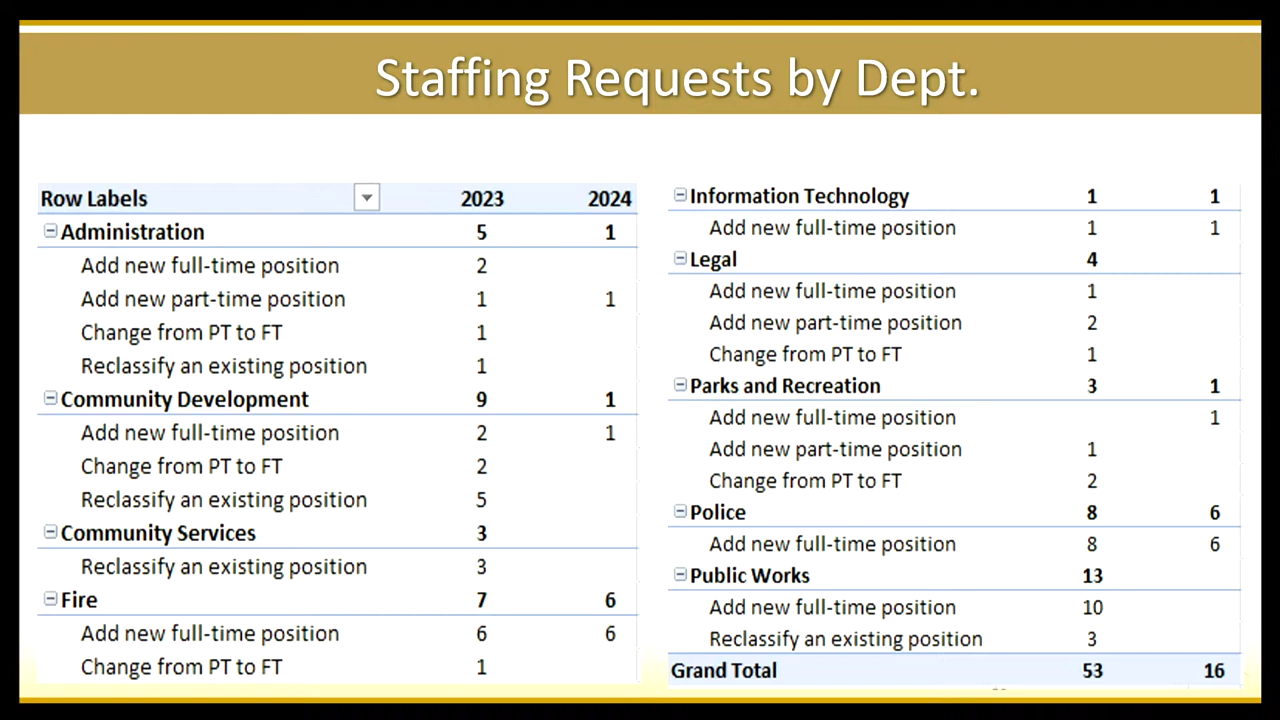 Staffing Requests by Dept.
Row Labels 2023 2024
Administration 5 1
Add new full-time position 2
Add new part-time position 1 1
Change from PT to FT 1
Reclassify an existing position 1
Community Development 9 1
Add new full-time position 2 1
Change from PT to FT 2
Reclassify an existing position 5
Community Services 3
Reclassify an existing position 3
Fire 7 6
Add new full-time position 6 6
Change from PT to FT 1
Information Technology 1 1
Add new full-time position 1 1
Legal 4
Add new full-time position 1
Add new part-time position 2
Change from PT to FT 1
Parks and Recreation 3 1
Add new full-time position 1
Add new part-time position 1
Change from PT to FT 2
Police 8 6
Add new full-time position 8 6
Public Works 13
Add new full-time position 10
Reclassify an existing position 3
Grand Total 53 16